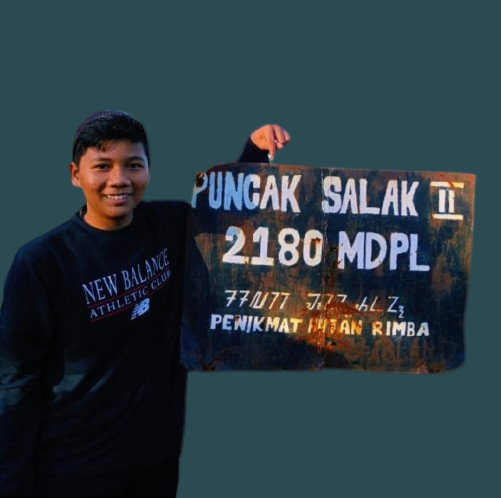 NEW BALANCE
ATHLETIC CLUB
NB
PUNCAK SALAK II
2180 MDPL
PENIKMAT HUTAN RIMBA